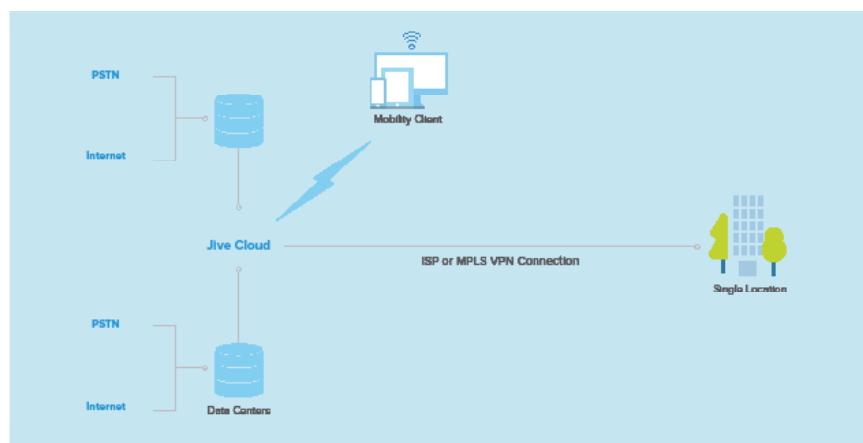 PSTN
Mobility Client
Internet
Jive Cloud
ISP or MPLS VPN Connection
Single Location
PSTN
Internet
Data Centers